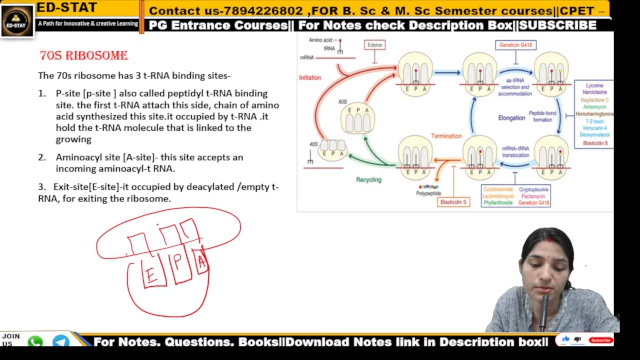 ED-STAT
A Path for Innovative & creative Learning
Contact us-7894226802 ,FOR B. Sc & M. Sc Semester courses||CPET –
PG Entrance Courses|| For Notes check Description Box||SUBSCRIBE
70S RIBOSOME
The 70s ribosome has 3 t-RNA binding sites-
1. P-site [p-site] also called peptidyl t-RNA binding
site. The first t-RNA attach this side, Chain of amino
acid synthesized this site.it occupied by t-RNA .it
hold the t-RNA molecule that is linked to the
growing
2. Aminoacyl site [A-site]- this site accepts an
incoming aminoacyl-t RNA.
3. Exit-site[E-site]-it occupied by deacylated /empty t-
RNA, for exiting the ribosome.
E P A
Amino acid
tRNA
mRNA
Edeine
Initiation
60S
40S
E P A
Geneticin G418
E P A
aa-tRNA
selection and
accommodation
E P A
Elongation
Peptide-bond
formation
Lycorine
Narciclasine
Neglectine C
Anisomycin
Homoharringtonine
T-2 toxin
Verrucarin A
Deoxynivalenol
Blasticidin S
E P A
mRNA–tRNA
translocation
Cycloheximide
Lactimidomycin
Phyllanthoside
Cryptopleurine
Pactamycin
Geneticin G418
E P A
Termination
Polypeptide
Blasticidin S
E P A
Recycling
JOIN
US
For Notes, Questions, Books||Download Notes link in Description box||